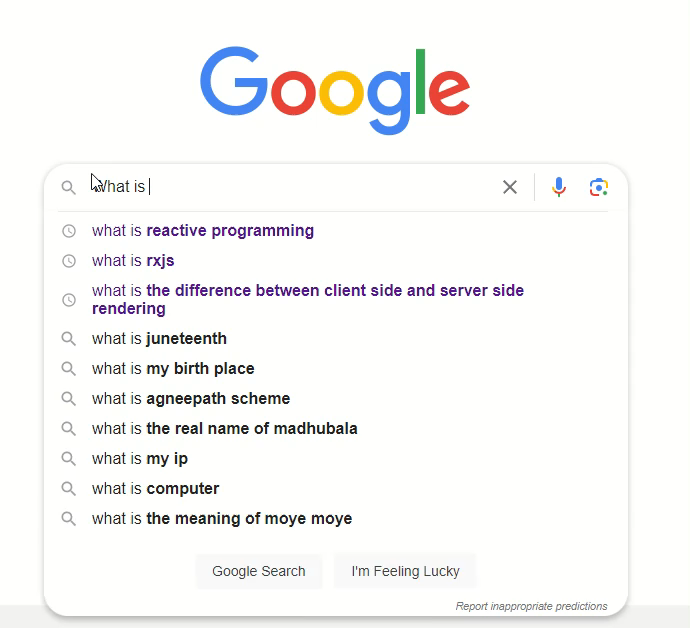 Google
What is
what is reactive programming
what is rxjs
what is the difference between client side and server side
rendering
what is juneteenth
what is my birth place
what is agneepath scheme
what is the real name of madhubala
what is my ip
what is computer
what is the meaning of moye moye
Google Search I'm Feeling Lucky
Report inappropriate predictions